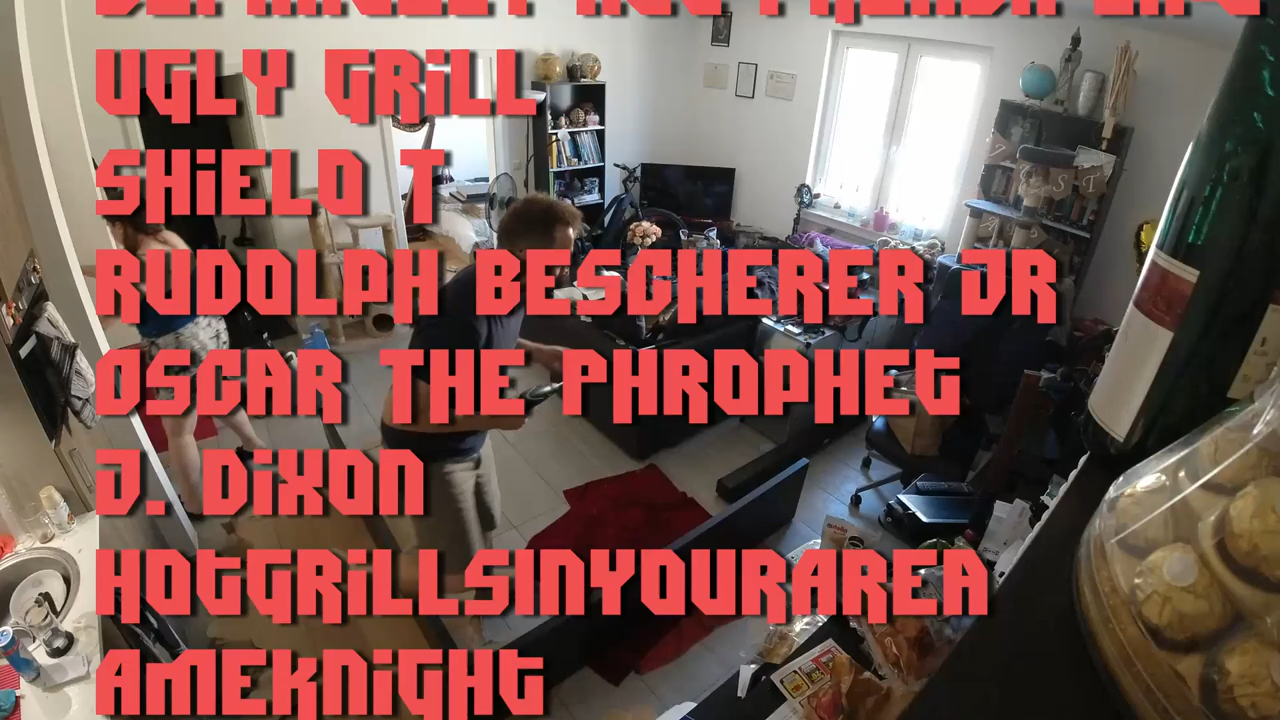 UGLY GRiLL
SHiELD T
RUDOLPH BESCHERER JR
OSCAR THE PHROPHET
J. DiXON
HOTGRiLLSINYOURAREA
AMEKNiGHT